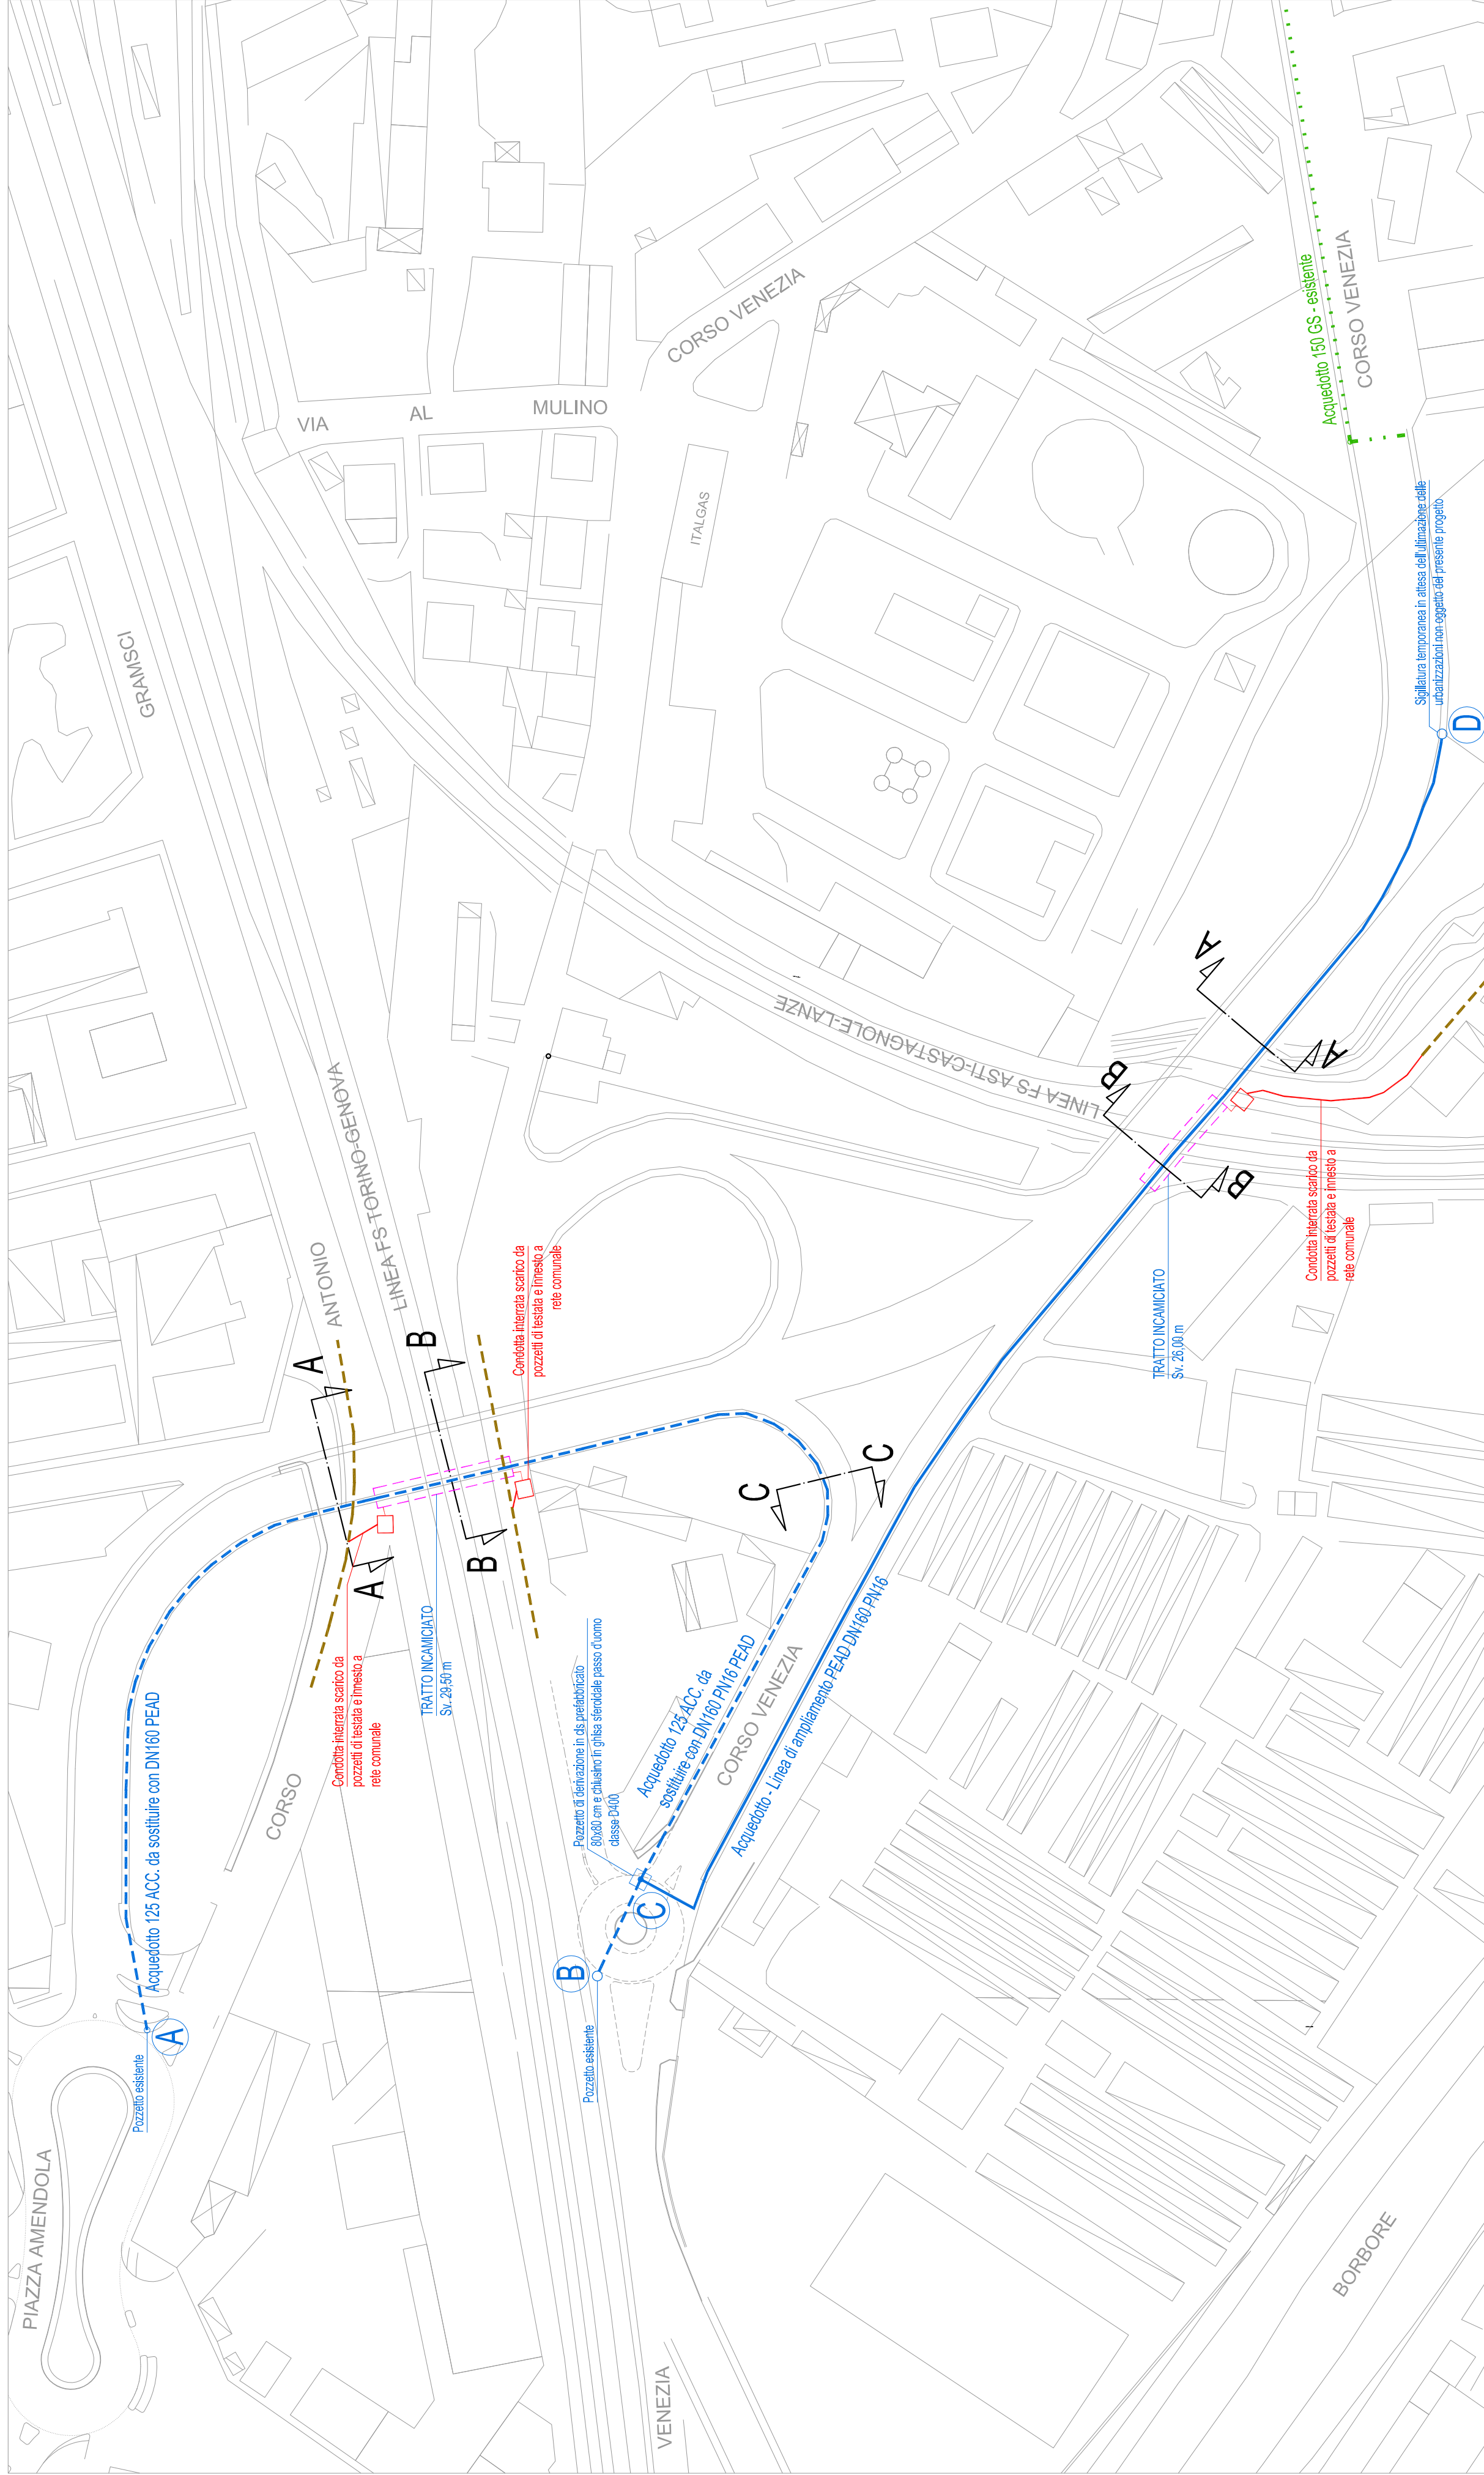 PIAZZA AMENDOLA
Pozzetto esistente
A
Acquedotto 125 ACC. da sostituire con DN160 PEAD
CORSO
ANTONIO
GRAMSCI
LINEA FS TORINO-GENOVA
VIA
AL
MULINO
CORSO VENEZIA
ITALGAS
A
A
B
B
Condotta interrata scarico da
pozzetti di testata e innesto a
rete comunale
TRATTO INCAMICIATO
Sv. 29,50 m
Condotta interrata scarico da
pozzetti di testata e innesto a
rete comunale
C
C
Pozzetto di derivazione in cls prefabbricato
80x80 cm e chiusino in ghisa sferoidale passo d'uomo
classe D400
Acquedotto 125 ACC. da
sostituire con DN160 PN16 PEAD
CORSO VENEZIA
Acquedotto - Linea di ampliamento PEAD DN160 PN16
B
Pozzetto esistente
C
VENEZIA
LINEA FS ASTI-CASTAGNOLE-LANZE
A
A
B
B
TRATTO INCAMICIATO
Sv. 26,00 m
Condotta interrata scarico da
pozzetti di testata e innesto a
rete comunale
Sigillatura temporanea in attesa dell'ultimazione delle
urbanizzazioni non oggetto del presente progetto
D
Acquedotto 150 GS - esistente
CORSO VENEZIA
BORBORE